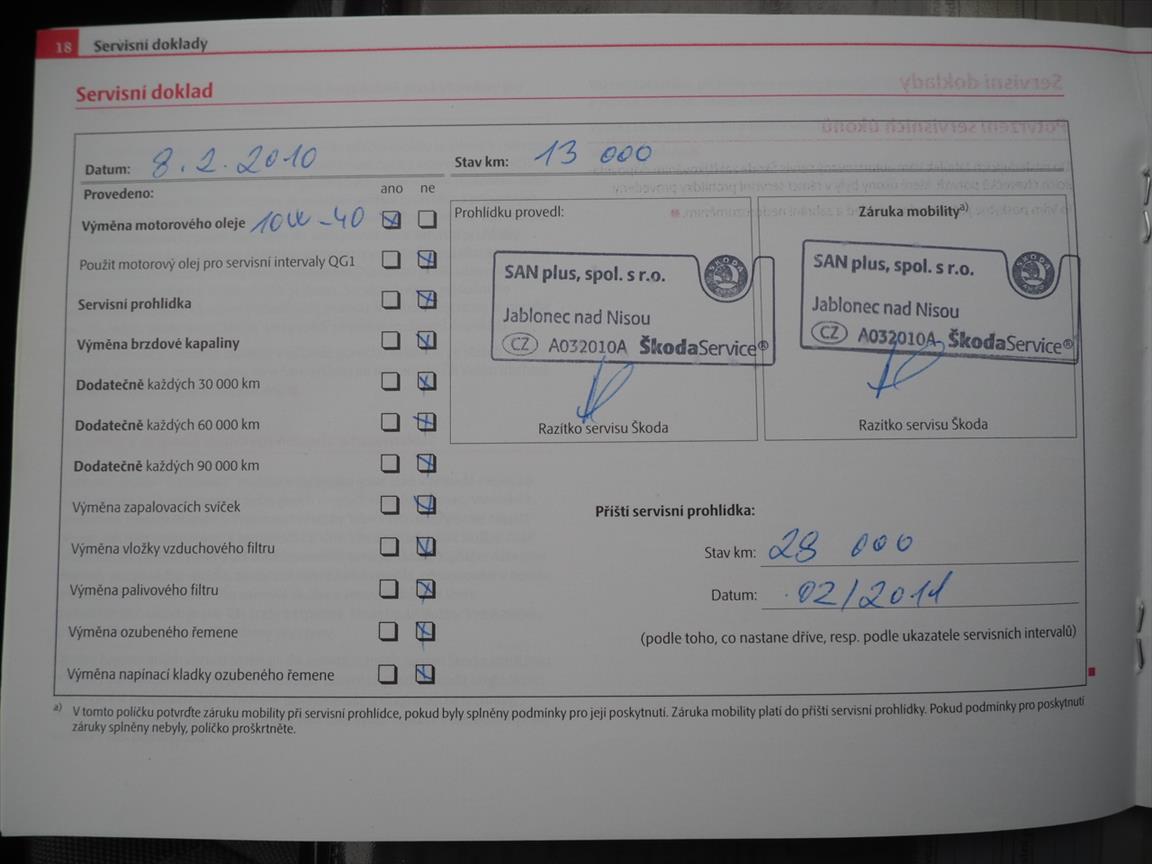 18 Servisní doklady
Servisní doklad
Datum: 8.2.2010
Stav km: 13 000
Provedeno: ano ne
Výměna motorového oleje 10W-40
Použit motorový olej pro servisní intervaly QG1
Servisní prohlídka
Výměna brzdové kapaliny
Dodatečně každých 30 000 km
Dodatečně každých 60 000 km
Dodatečně každých 90 000 km
Výměna zapalovacích svíček
Výměna vložky vzduchového filtru
Výměna palivového filtru
Výměna ozubeného řemene
Výměna napínací kladky ozubeného řemene
Prohlídku provedl:
SAN plus, spol. s r.o.
ŠKODA
Jablonec nad Nisou
CZ A032010A ŠkodaService®
Razítko servisu Škoda
Záruka mobilitya)
SAN plus, spol. s r.o.
ŠKODA
Jablonec nad Nisou
CZ A032010A ŠkodaService®
Razítko servisu Škoda
Příští servisní prohlídka:
Stav km: 28 000
Datum: 02/2011
(podle toho, co nastane dříve, resp. podle ukazatele servisních intervalů)
a) V tomto políčku potvrďte záruku mobility při servisní prohlídce, pokud byly splněny podmínky pro její poskytnutí. Záruka mobility platí do příští servisní prohlídky. Pokud podmínky pro poskytnutí
záruky splněny nebyly, políčko proškrtněte.